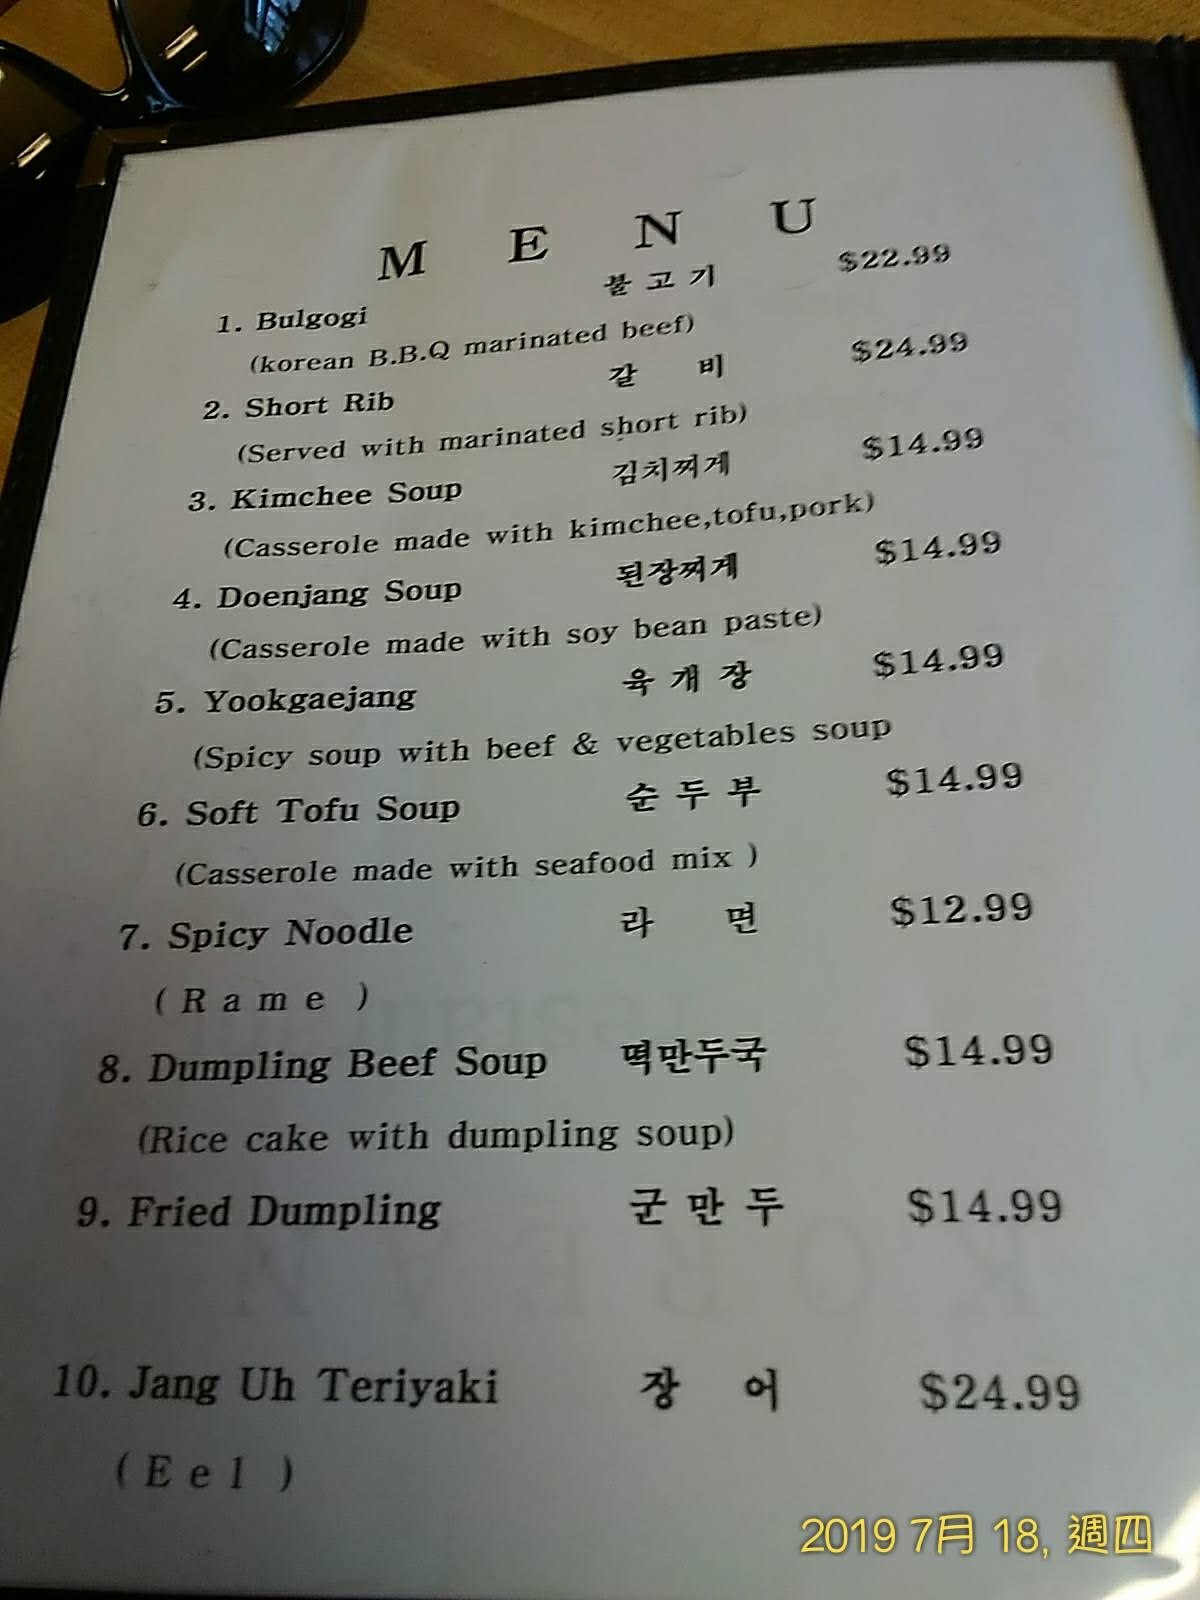 M E N U
1. Bulgogi 불고기 $22.99
(korean B.B.Q marinated beef)
2. Short Rib 갈 비 $24.99
(Served with marinated short rib)
3. Kimchee Soup 김치찌게 $14.99
(Casserole made with kimchee,tofu,pork)
4. Doenjang Soup 된장찌게 $14.99
(Casserole made with soy bean paste)
5. Yookgaejang 육 개 장 $14.99
(Spicy soup with beef & vegetables soup
6. Soft Tofu Soup 순 두 부 $14.99
(Casserole made with seafood mix )
7. Spicy Noodle 라 면 $12.99
( R a m e )
8. Dumpling Beef Soup 떡만두국 $14.99
(Rice cake with dumpling soup)
9. Fried Dumpling 군 만 두 $14.99
10. Jang Uh Teriyaki 장 어 $24.99
( E e l )
2019 7月 18, 週四